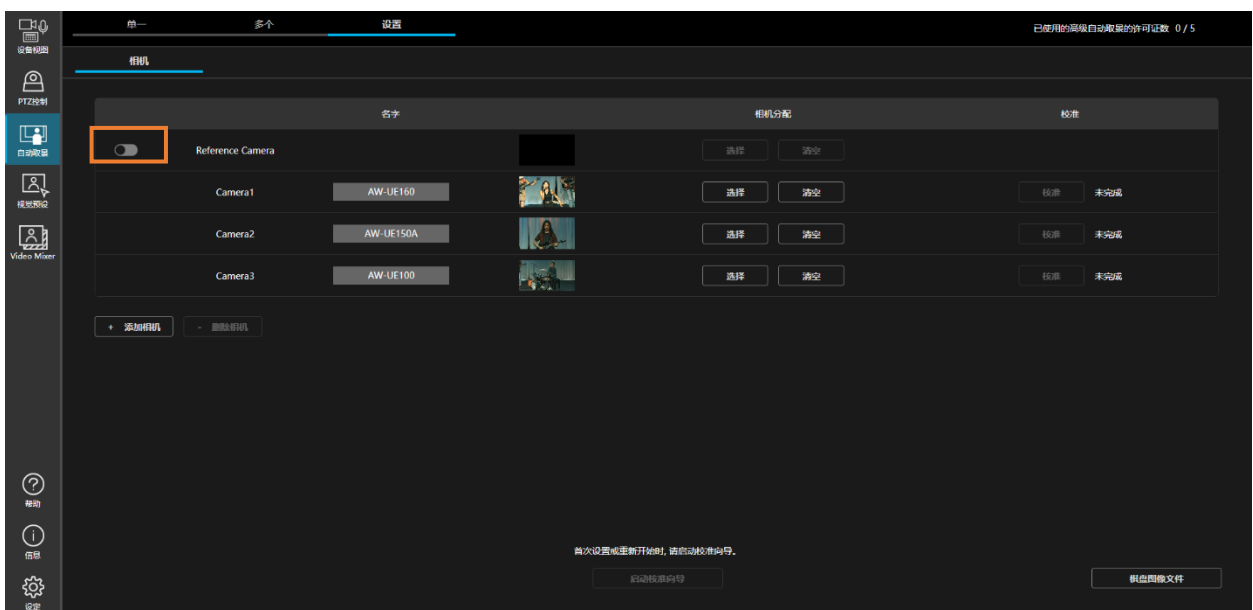 单一 多个 设置 已使用的高级自动取景的许可证数 0 / 5
相机
设备视图
PTZ控制
自动取景
视觉预设
Video Mixer
帮助
信息
设定
名字 相机分配 校准
Reference Camera 选择 清空
Camera1 AW-UE160 选择 清空 校准 未完成
Camera2 AW-UE150A 选择 清空 校准 未完成
Camera3 AW-UE100 选择 清空 校准 未完成
+ 添加相机 - 删除相机
首次设置或重新开始时, 请启动校准向导。
启动校准向导 棋盘图像文件